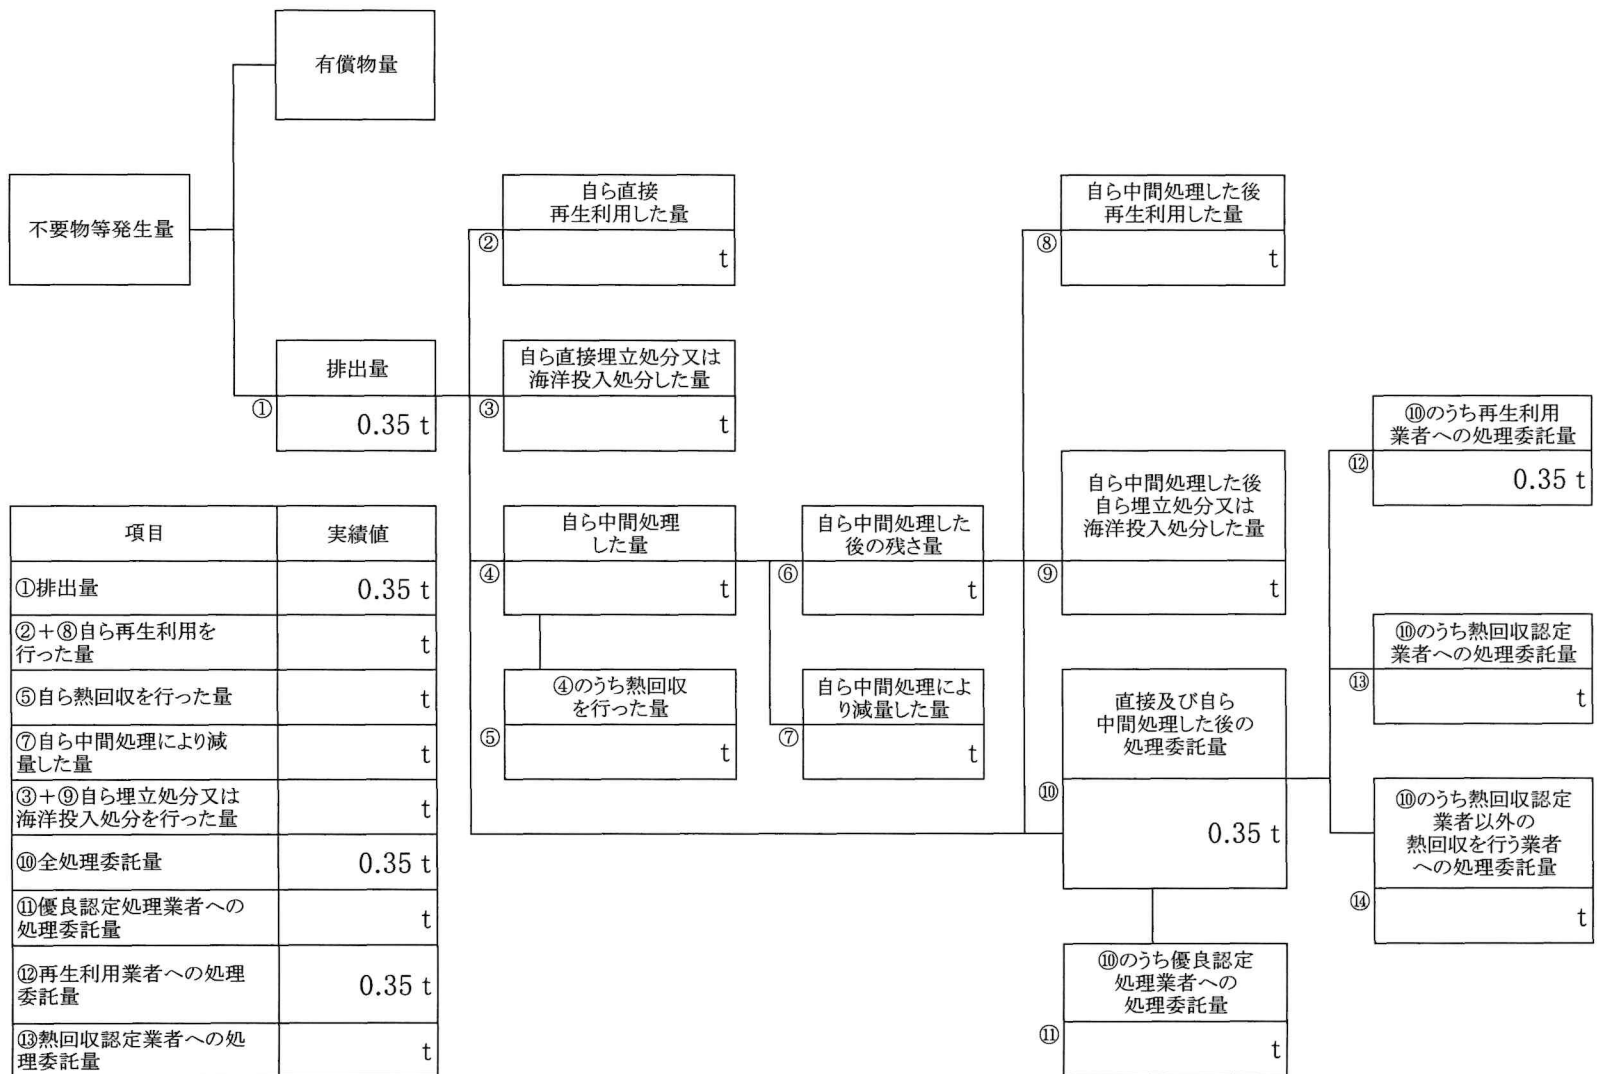 有償物量
不要物等発生量
自ら直接
再生利用した量
②
t
自ら中間処理した後
再生利用した量
⑧
t
排出量
①
0.35 t
自ら直接埋立処分又は
海洋投入処分した量
③
t
⑩のうち再生利用
業者への処理委託量
⑫
0.35 t
自ら中間処理
した量
④
t
自ら中間処理した
後の残さ量
⑥
t
自ら中間処理した後
自ら埋立処分又は
海洋投入処分した量
⑨
t
⑩のうち熱回収認定
業者への処理委託量
⑬
t
④のうち熱回収
を行った量
⑤
t
自ら中間処理によ
り減量した量
⑦
t
直接及び自ら
中間処理した後の
処理委託量
⑩
0.35 t
⑩のうち熱回収認定
業者以外の
熱回収を行う業者
への処理委託量
⑭
t
⑩のうち優良認定
処理業者への
処理委託量
⑪
t
項目 実績値
①排出量 0.35 t
②+⑧自ら再生利用を
行った量 t
⑤自ら熱回収を行った量 t
⑦自ら中間処理により減
量した量 t
③+⑨自ら埋立処分又は
海洋投入処分を行った量 t
⑩全処理委託量 0.35 t
⑪優良認定処理業者への
処理委託量 t
⑫再生利用業者への処理
委託量 0.35 t
⑬熱回収認定業者への処
理委託量 t